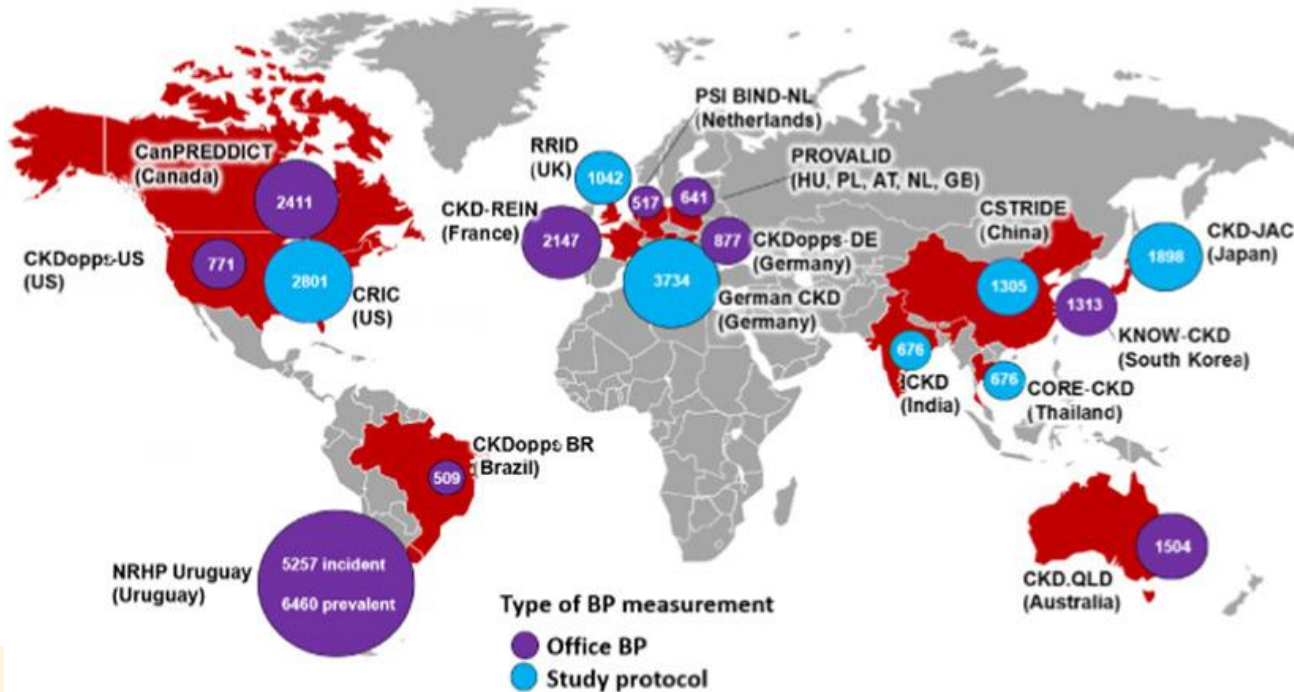 PSI BIND-NL
(Netherlands)
RRID
(UK)
1042
PROVALID
(HU, PL, AT, NL, GB)
CanPREDDICT
(Canada)
2411
517
641
CKD-REIN
(France)
2147
877
CKDopps-DE
(Germany)
CSTRIDE
(China)
1305
CKD-JAC
(Japan)
1898
CKDopps-US
(US)
771
2801
CRIC
(US)
3734
German CKD
(Germany)
1313
KNOW-CKD
(South Korea)
676
ICKD
(India)
676
CORE-CKD
(Thailand)
CKDopps BR
(Brazil)
509
NRHP Uruguay
(Uruguay)
5257 incident
6460 prevalent
1504
CKD.QLD
(Australia)
Type of BP measurement
Office BP
Study protocol